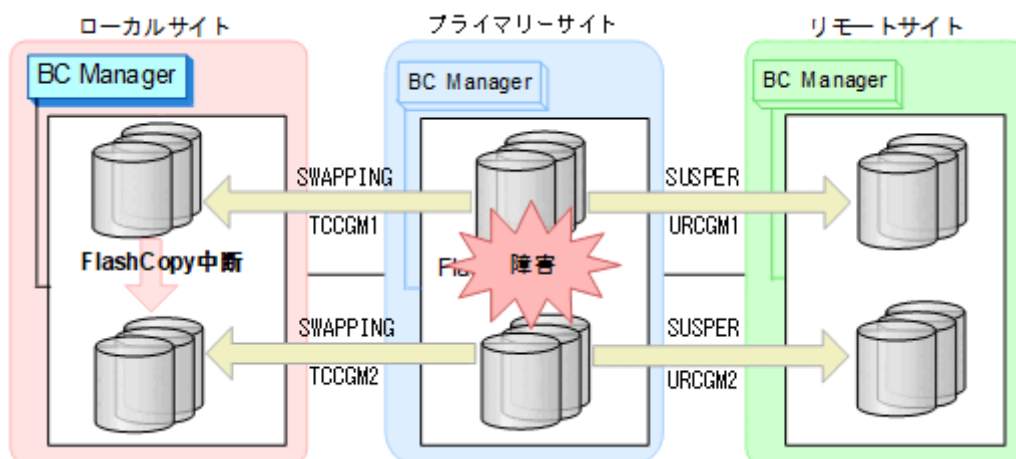 ローカルサイト
プライマリーサイト
リモートサイト
BC Manager
BC Manager
BC Manager
SWAPPING
SUSPER
TCCGM1
URCGM1
FlashCopy中断
障害
SWAPPING
SUSPER
TCCGM2
URCGM2